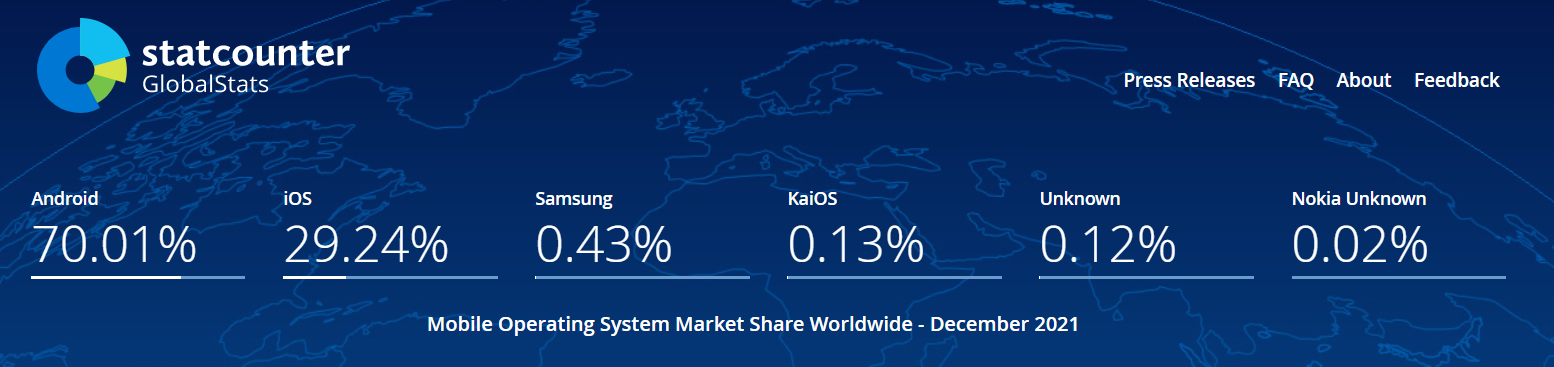 statcounter
GlobalStats
Press Releases FAQ About Feedback
Android iOS Samsung KaiOS Unknown Nokia Unknown
70.01% 29.24% 0.43% 0.13% 0.12% 0.02%
Mobile Operating System Market Share Worldwide - December 2021